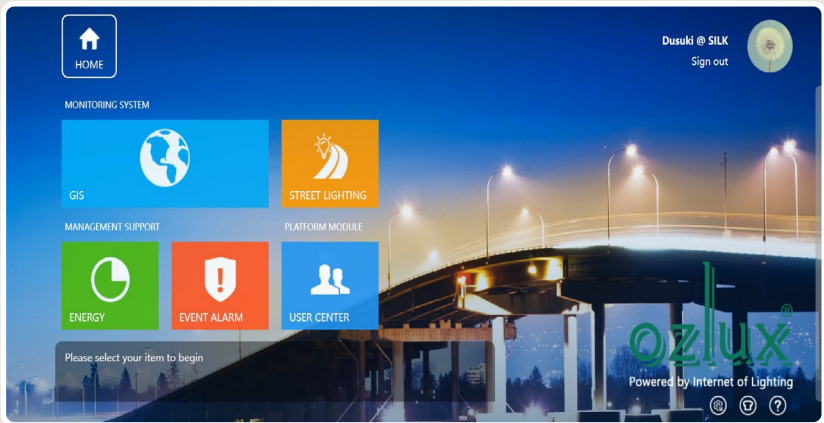 HOME
Dusuki @ SILK
Sign out
MONITORING SYSTEM
GIS
STREET LIGHTING
MANAGEMENT SUPPORT
PLATFORM MODULE
ENERGY
EVENT ALARM
USER CENTER
Please select your item to begin
ozlux®
Powered by Internet of Lighting
?